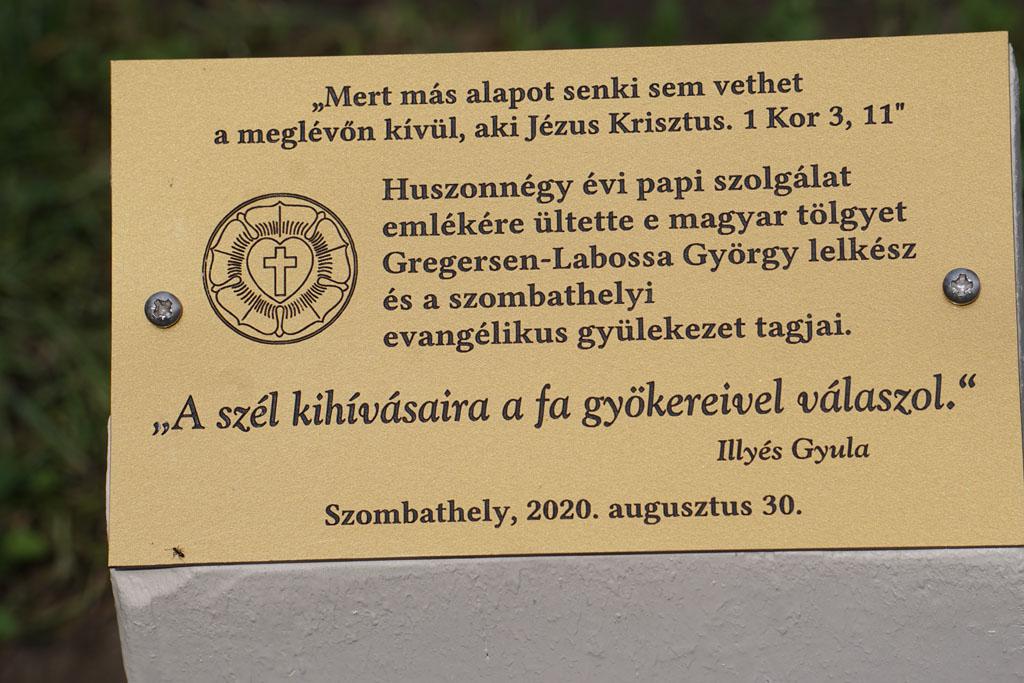 „Mert más alapot senki sem vethet
a meglévőn kívül, aki Jézus Krisztus. 1 Kor 3, 11"
Huszonnégy évi papi szolgálat
emlékére ültette e magyar tölgyet
Gregersen-Labossa György lelkész
és a szombathelyi
evangélikus gyülekezet tagjai.
„A szél kihívásaira a fa gyökereivel válaszol.“
Illyés Gyula
Szombathely, 2020. augusztus 30.